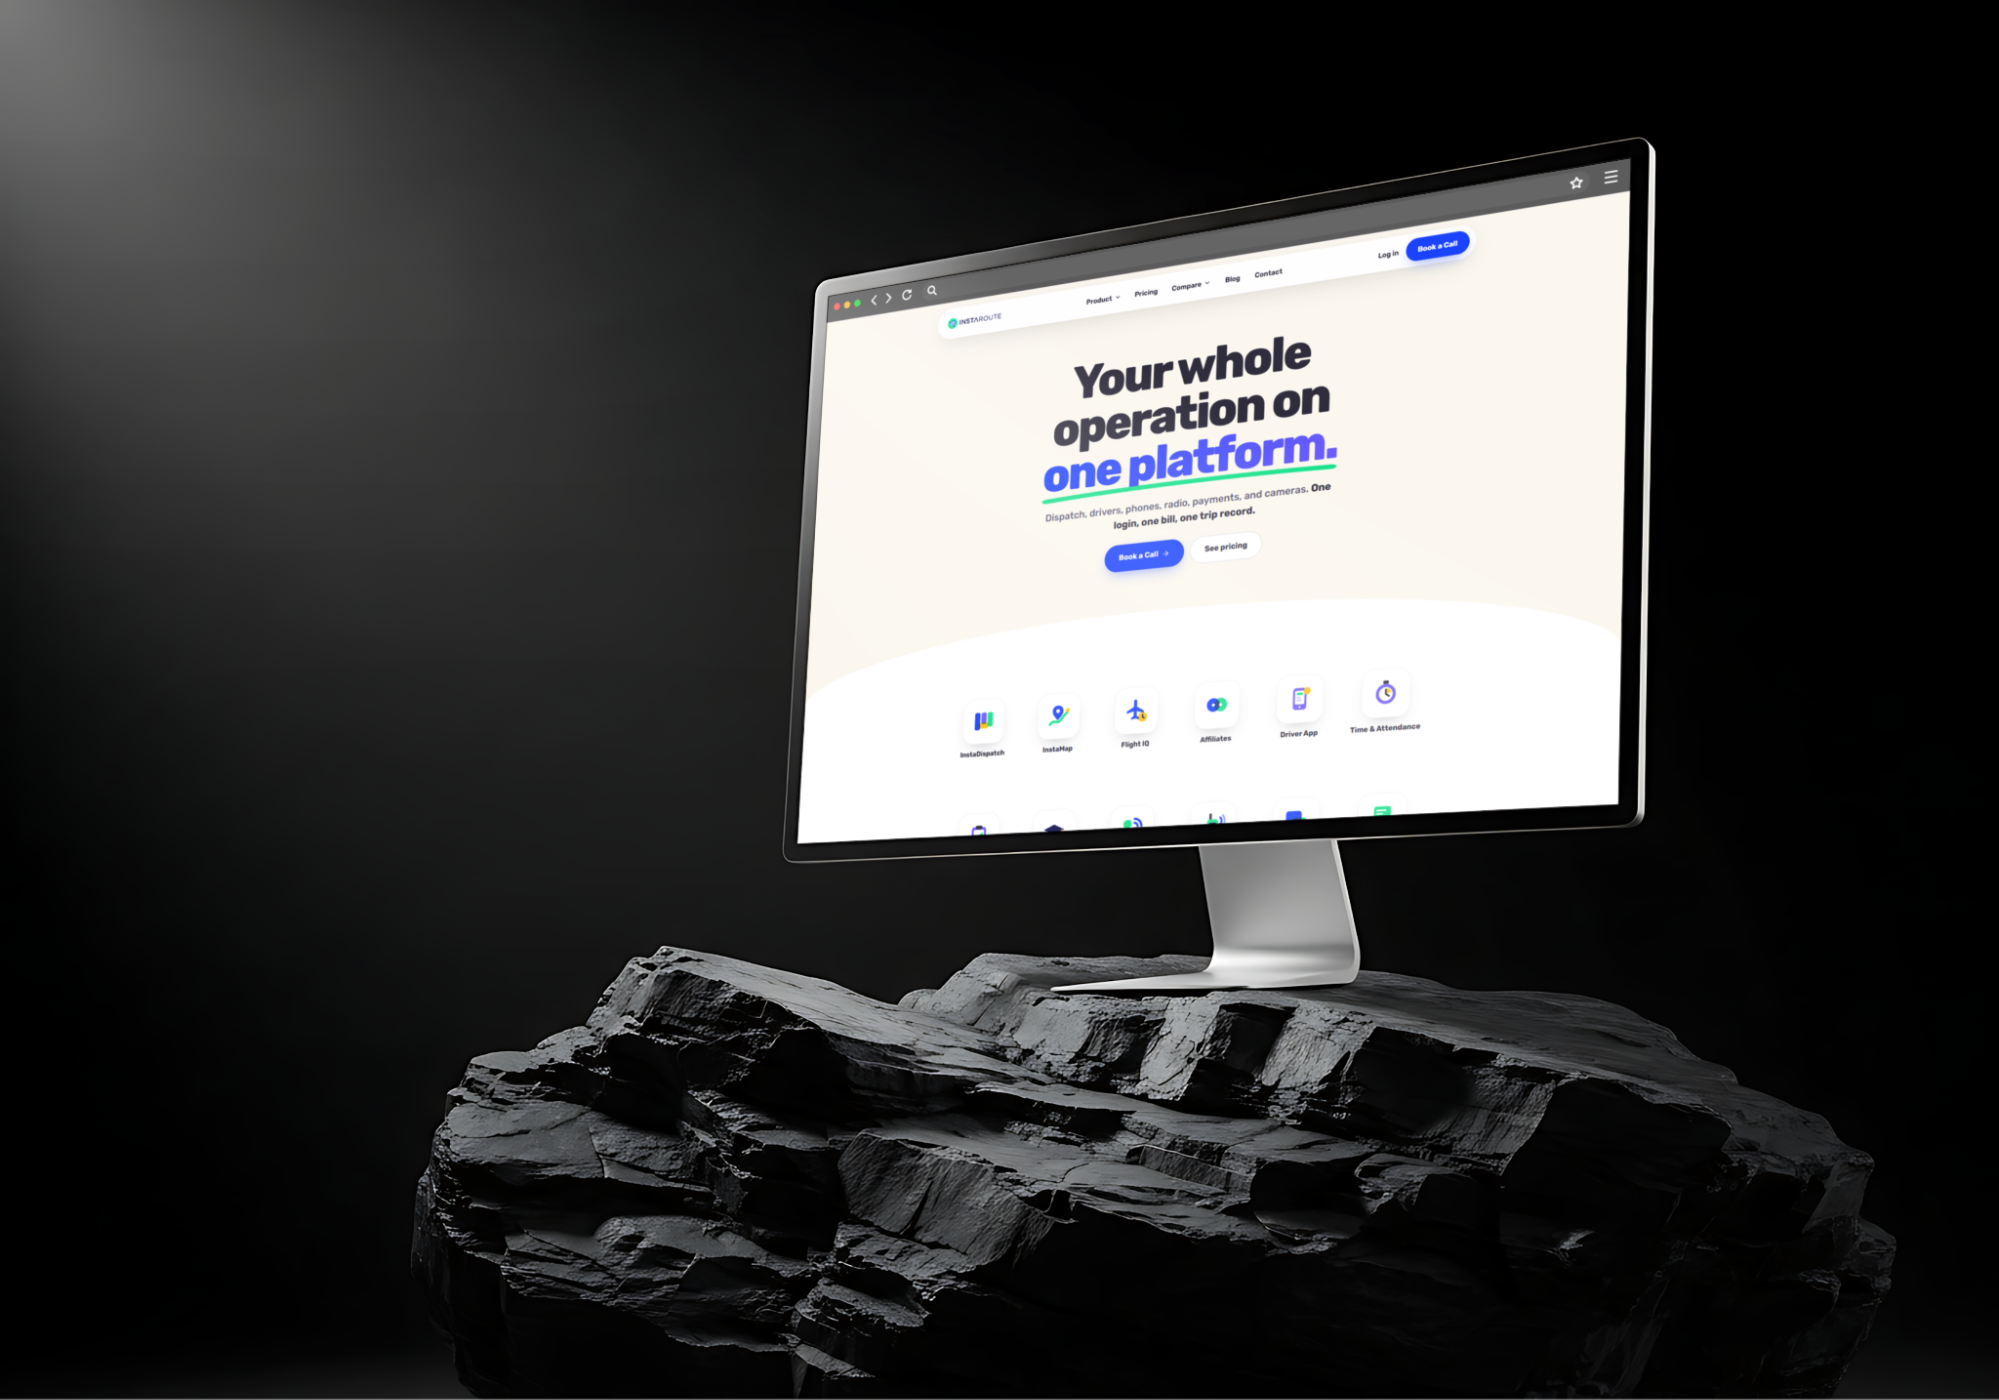 INSTAROUTE
Product
Pricing
Compare
Blog
Contact
Log in
Book a Call
Your whole
operation on
one platform.
Dispatch, drivers, phones, radio, payments, and cameras. One
login, one bill, one trip record.
Book a Call →
See pricing
InstaDispatch
InstaMap
Flight IQ
Affiliates
Driver App
Time & Attendance